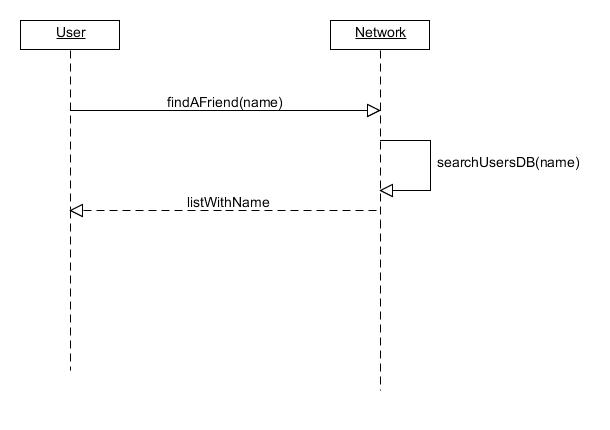 User
Network
findAFriend(name)
searchUsersDB(name)
listWithName